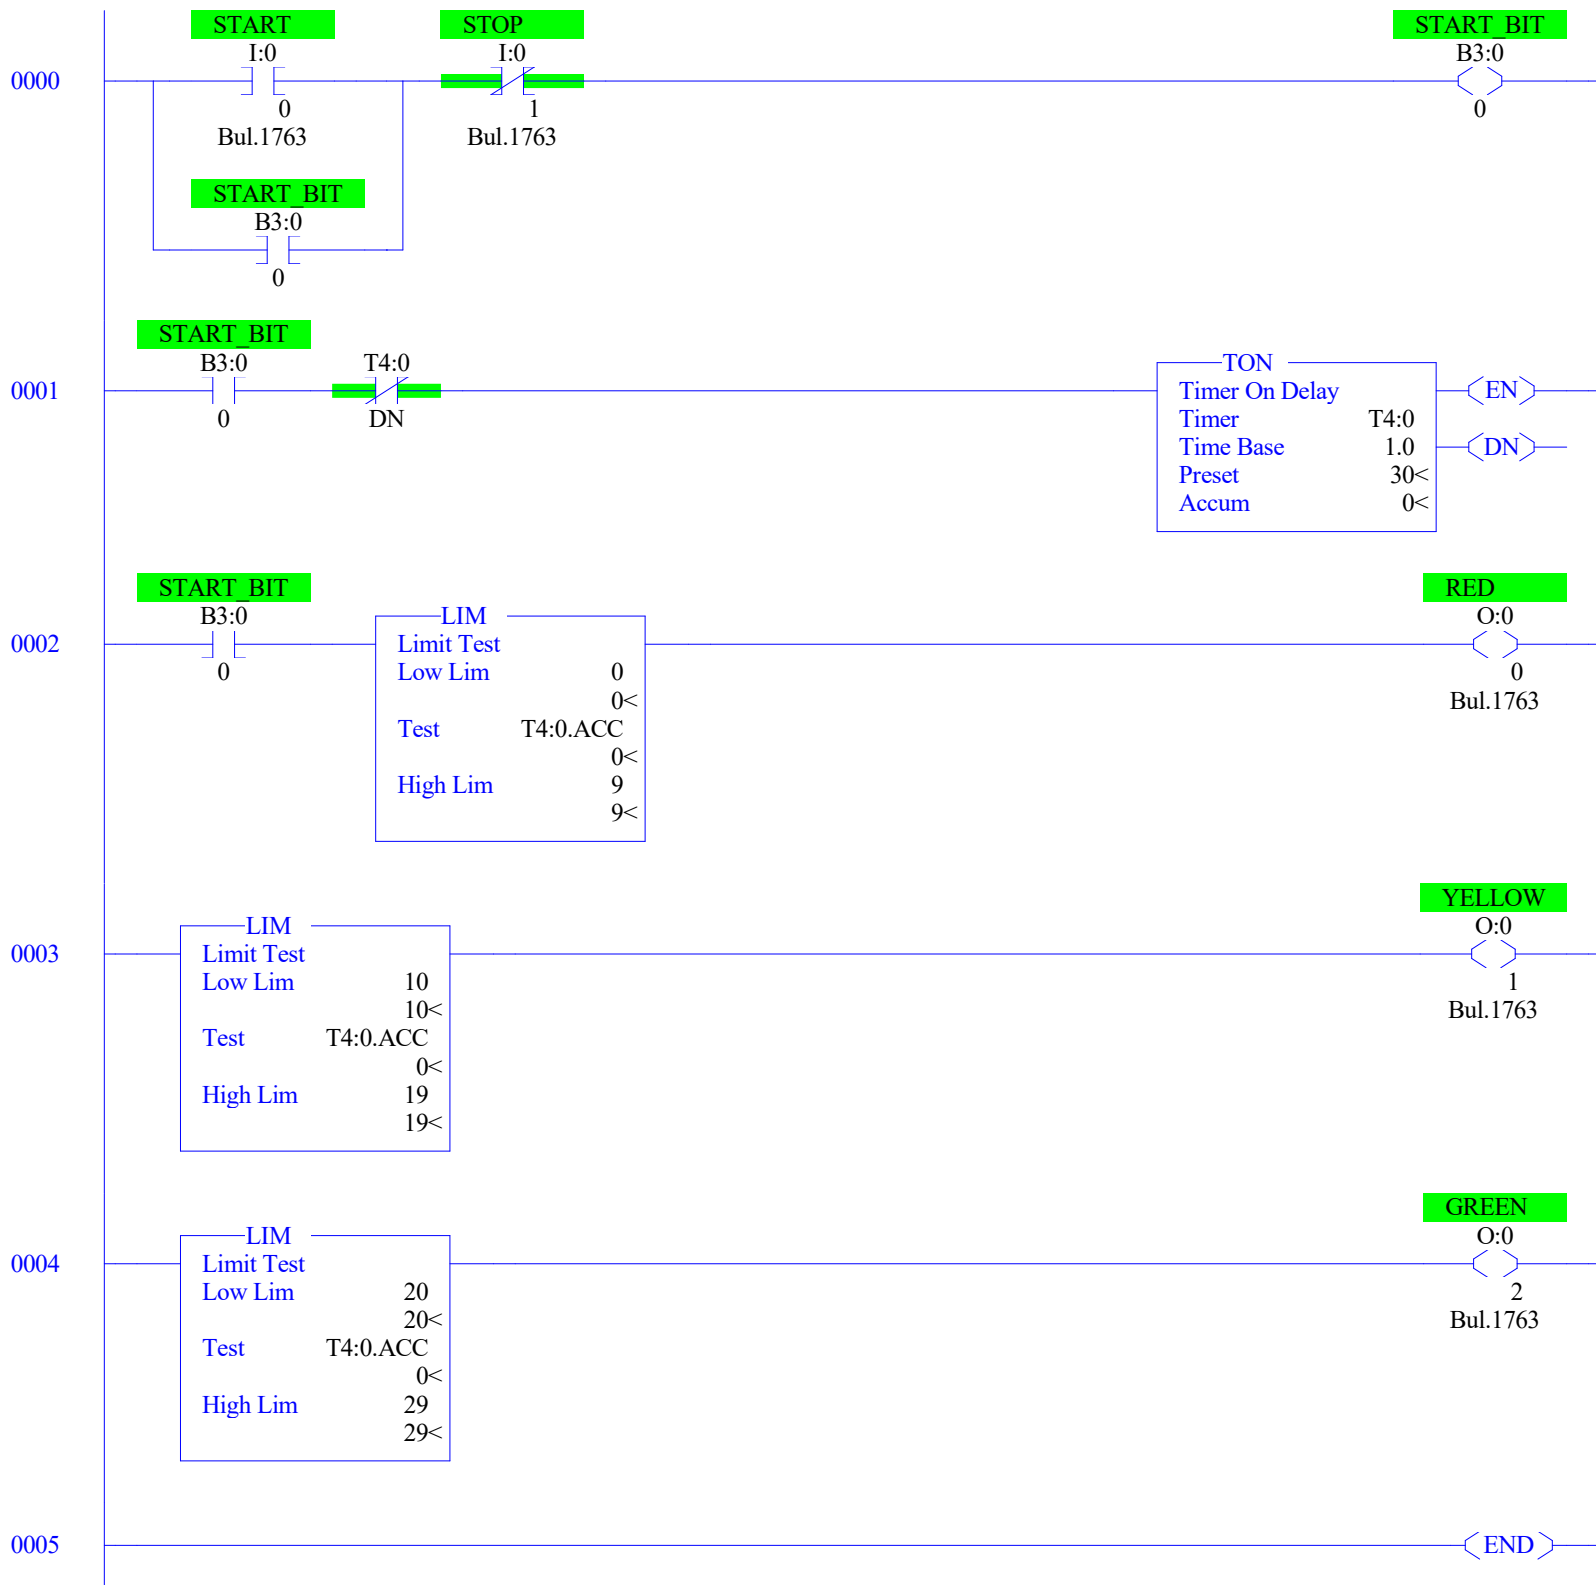 START STOP START_BIT
I:0 I:0 B3:0
0000
0 1 0
Bul.1763 Bul.1763
START_BIT
B3:0
0
START_BIT
B3:0 T4:0 TON
0001 Timer On Delay EN
0 DN Timer T4:0
Time Base 1.0 DN
Preset 30<
Accum 0<
START_BIT RED
B3:0 LIM O:0
0002 Limit Test
0 Low Lim 0 0
0< Bul.1763
Test T4:0.ACC
0<
High Lim 9
9<
YELLOW
LIM O:0
0003 Limit Test
Low Lim 10 1
10< Bul.1763
Test T4:0.ACC
0<
High Lim 19
19<
GREEN
LIM O:0
0004 Limit Test
Low Lim 20 2
20< Bul.1763
Test T4:0.ACC
0<
High Lim 29
29<
0005 END